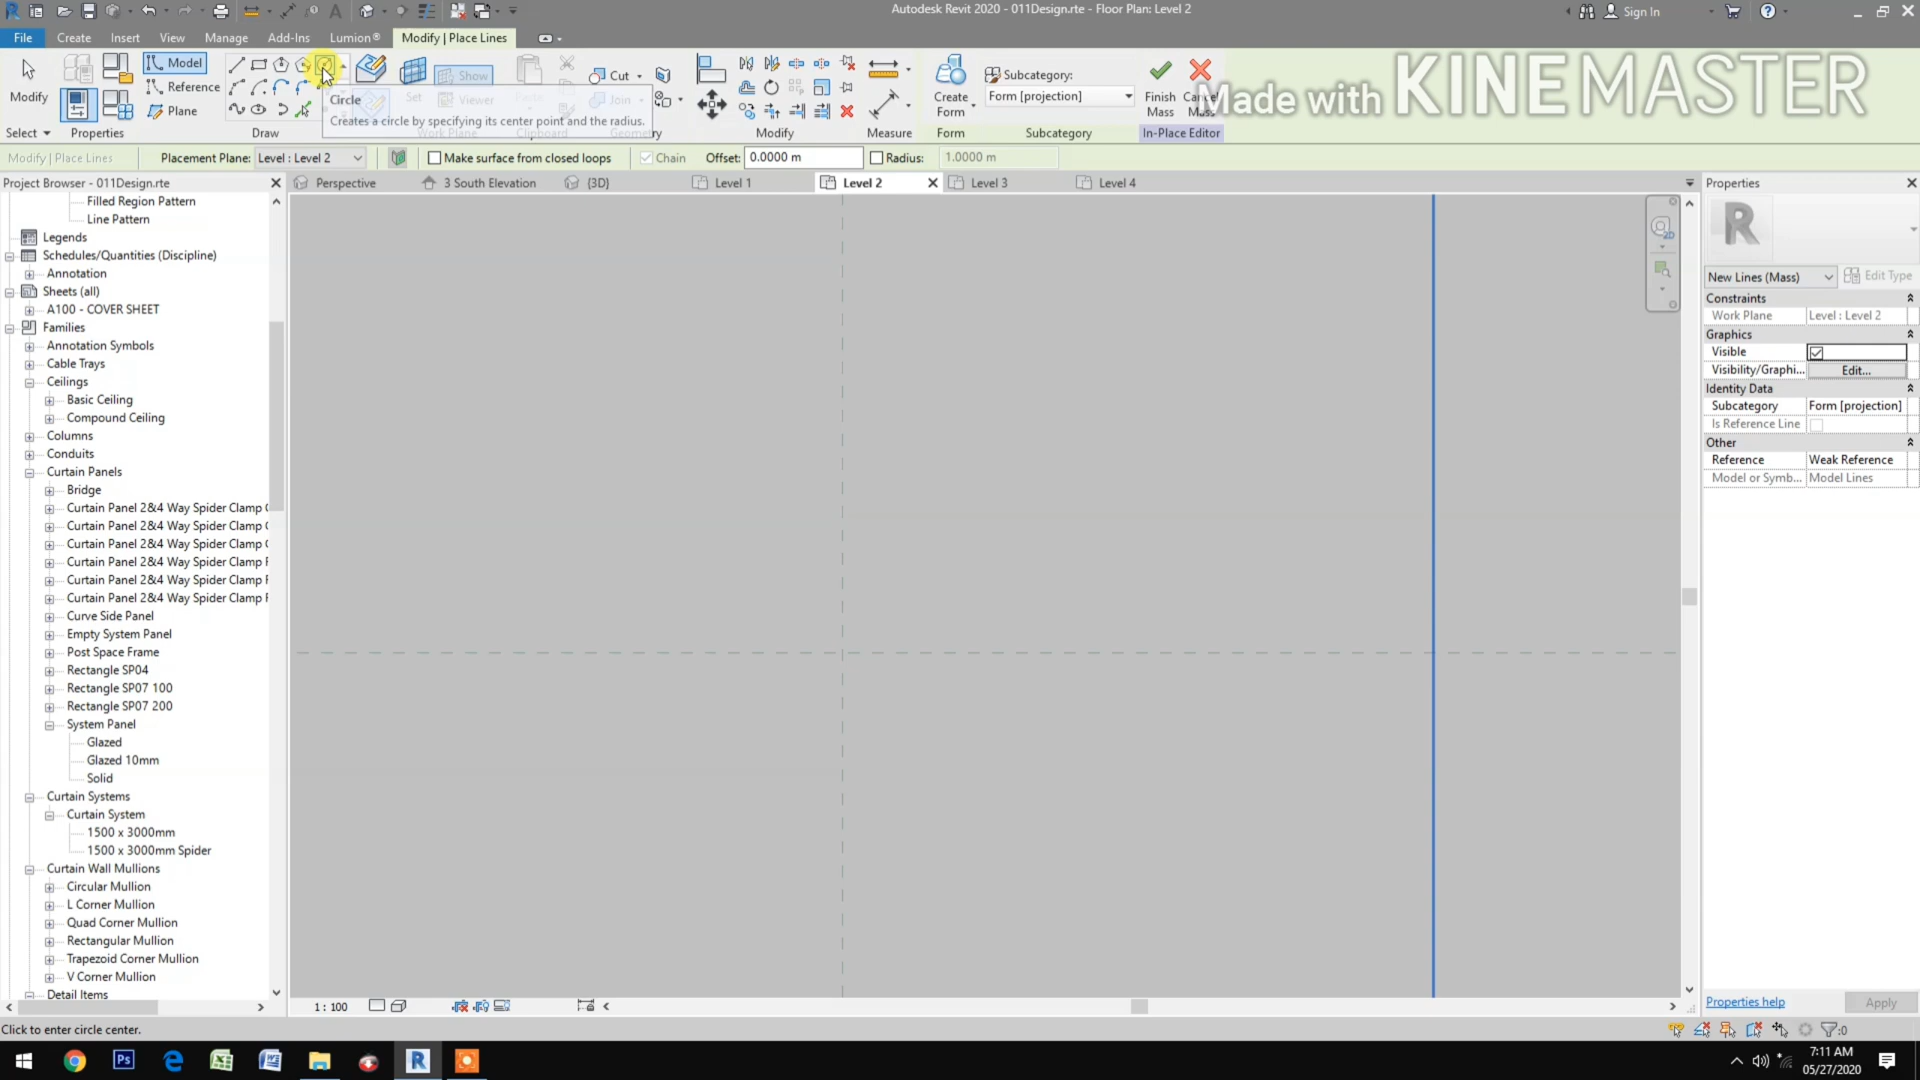 Autodesk Revit 2020 - 011Design.rte - Floor Plan: Level 2
Sign In
File Create Insert View Manage Add-Ins Lumion® Modify | Place Lines
Modify
Model
Reference
Plane
Show
Set
Viewer
Cut
Join
Create Form
Subcategory:
Form [projection]
Finish Mass
Mass
Made with KINEMASTER
Circle
Creates a circle by specifying its center point and the radius.
Select Properties Draw Work Plane Clipboard Modify Measure Form Subcategory In-Place Editor
Modify | Place Lines Placement Plane: Level : Level 2 Make surface from closed loops Chain Offset: 0.0000 m Radius: 1.0000 m
Project Browser - 011Design.rte
Perspective 3 South Elevation {3D} Level 1 Level 2 Level 3 Level 4
Filled Region Pattern
Line Pattern
Legends
Schedules/Quantities (Discipline)
Annotation
Sheets (all)
A100 - COVER SHEET
Families
Annotation Symbols
Cable Trays
Ceilings
Basic Ceiling
Compound Ceiling
Columns
Conduits
Curtain Panels
Bridge
Curtain Panel 2&4 Way Spider Clamp
Curtain Panel 2&4 Way Spider Clamp
Curtain Panel 2&4 Way Spider Clamp
Curtain Panel 2&4 Way Spider Clamp
Curtain Panel 2&4 Way Spider Clamp
Curtain Panel 2&4 Way Spider Clamp
Curve Side Panel
Empty System Panel
Post Space Frame
Rectangle SP04
Rectangle SP07 100
Rectangle SP07 200
System Panel
Glazed
Glazed 10mm
Solid
Curtain Systems
Curtain System
1500 x 3000mm
1500 x 3000mm Spider
Curtain Wall Mullions
Circular Mullion
L Corner Mullion
Quad Corner Mullion
Rectangular Mullion
Trapezoid Corner Mullion
V Corner Mullion
Detail Items
2D
Properties
New Lines (Mass) Edit Type
Constraints
Work Plane Level : Level 2
Graphics
Visible
Visibility/Graphi... Edit...
Identity Data
Subcategory Form [projection]
Is Reference Line
Other
Reference Weak Reference
Model or Symb... Model Lines
Properties help Apply
1 : 100
Click to enter circle center.
:0
7:11 AM
05/27/2020